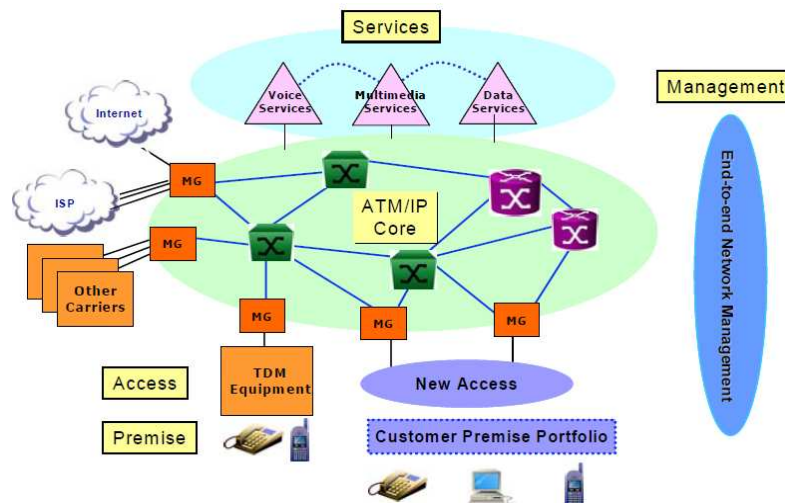 Services
Voice
Services
Multimedia
Services
Data
Services
Management
Internet
MG
ISP
ATM/IP
Core
MG
Other
Carriers
MG
MG
MG
End-to-end Network Management
TDM
Equipment
Access
New Access
Premise
Customer Premise Portfolio